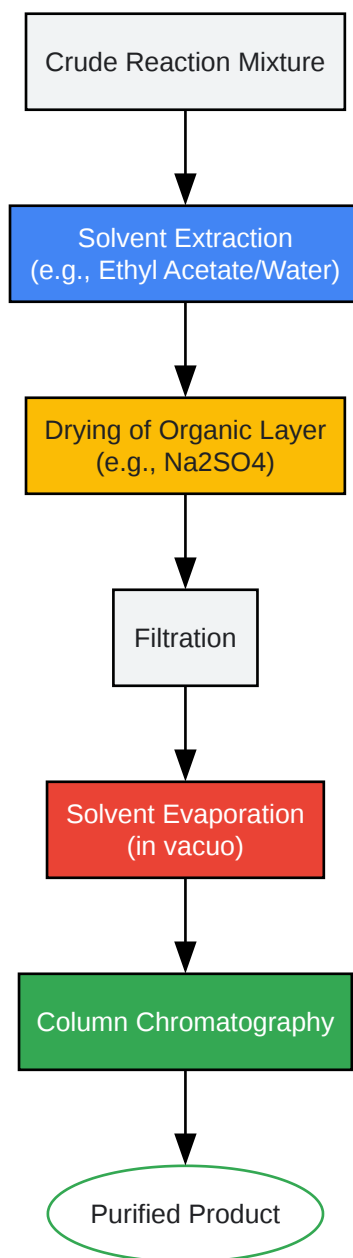 Crude Reaction Mixture
Solvent Extraction
(e.g., Ethyl Acetate/Water)
Drying of Organic Layer
(e.g., Na2SO4)
Filtration
Solvent Evaporation
(in vacuo)
Column Chromatography
Purified Product